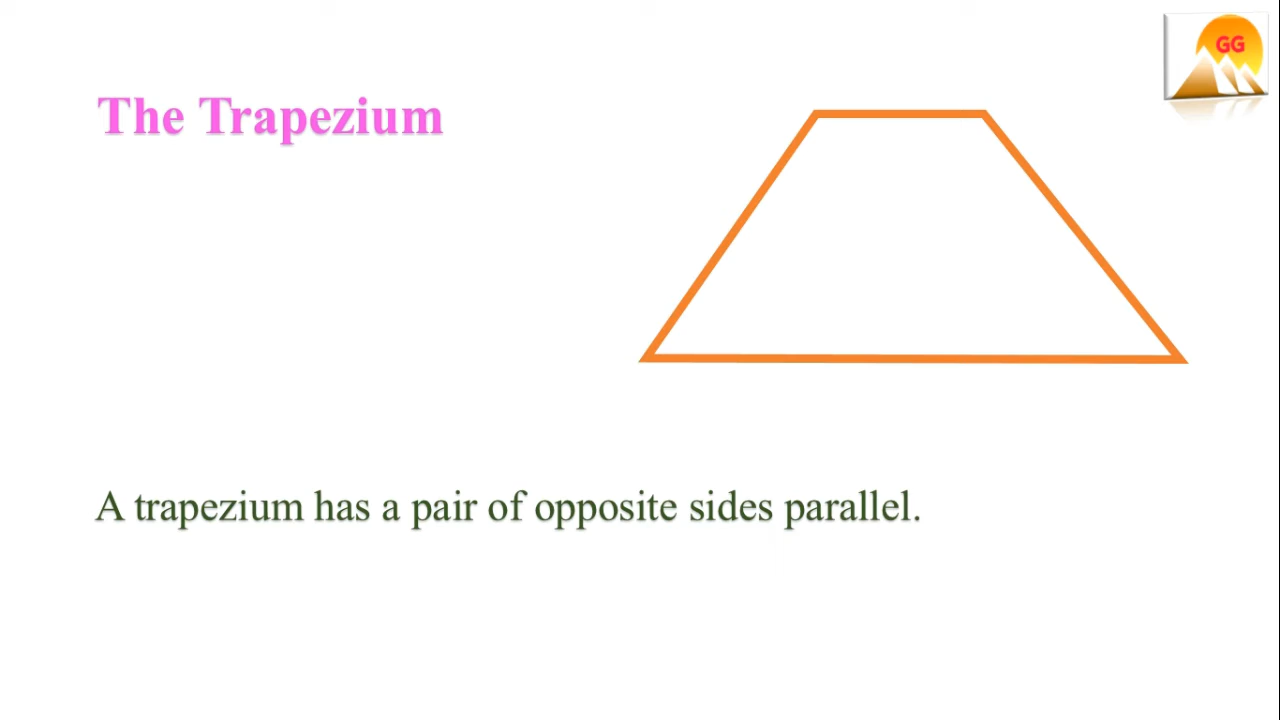 GG
The Trapezium
A trapezium has a pair of opposite sides parallel.